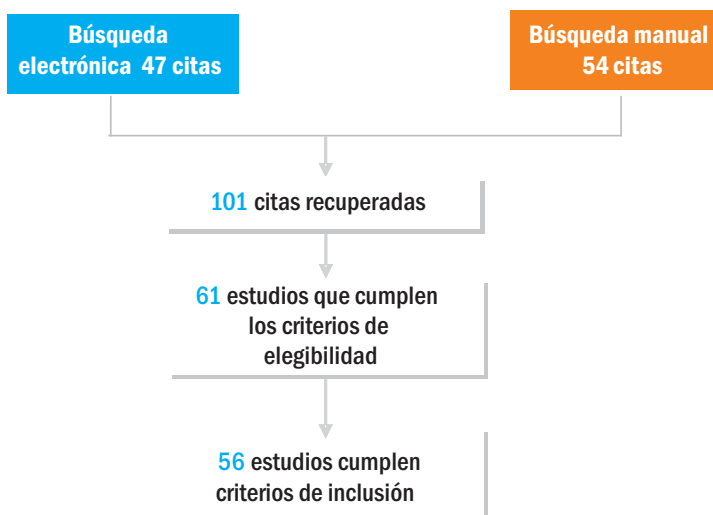 Búsqueda
electrónica 47 citas
Búsqueda manual
54 citas
101 citas recuperadas
61 estudios que cumplen
los criterios de
elegibilidad
56 estudios cumplen
criterios de inclusión